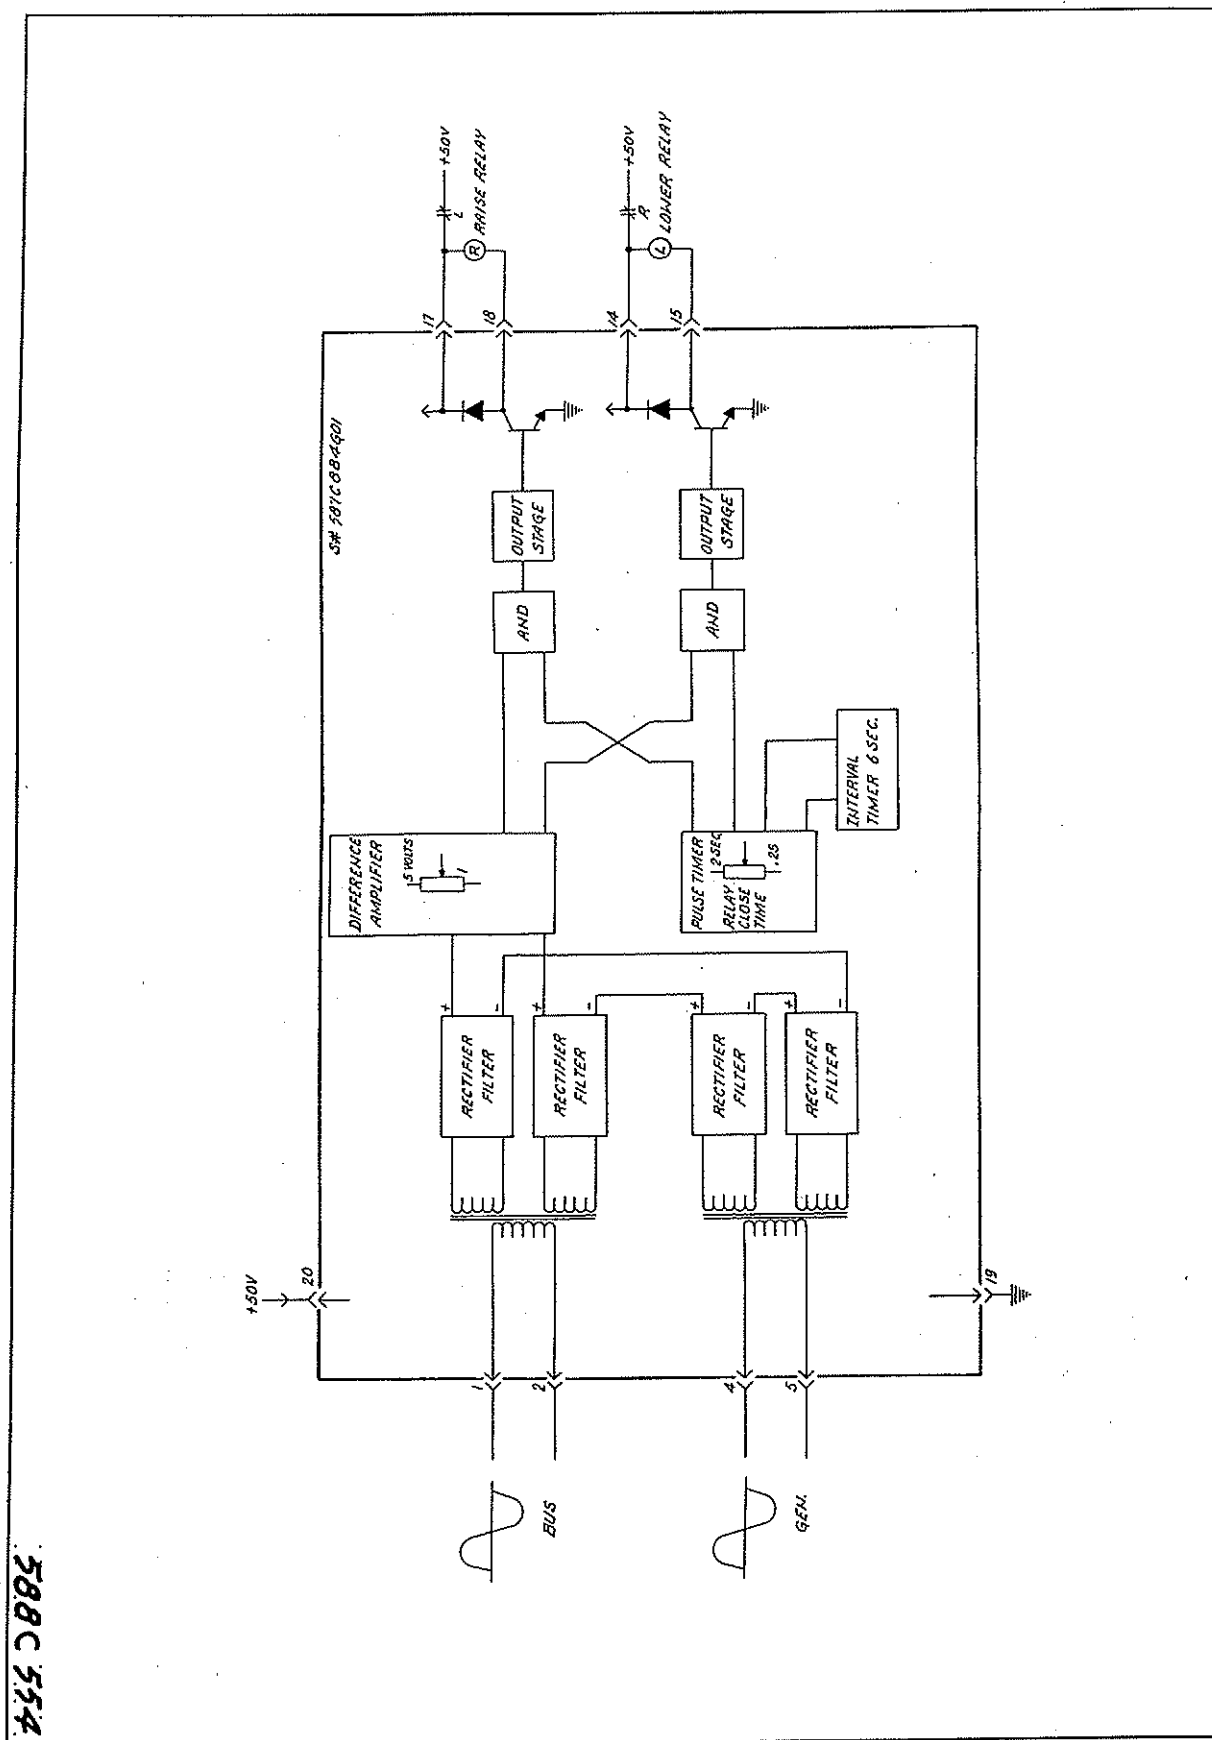 588C554
S# 587C884G01
+50V
20
BUS
1
2
GEN.
4
5
19
RECTIFIER
FILTER
+
-
RECTIFIER
FILTER
+
-
RECTIFIER
FILTER
+
-
RECTIFIER
FILTER
+
-
DIFFERENCE
AMPLIFIER
5 VOLTS
1
PULSE TIMER
2 SEC.
RELAY
CLOSE
TIME
.25
INTERVAL
TIMER 6 SEC.
AND
OUTPUT
STAGE
AND
OUTPUT
STAGE
17
18
L
+50V
R
RAISE RELAY
14
15
R
+50V
L
LOWER RELAY